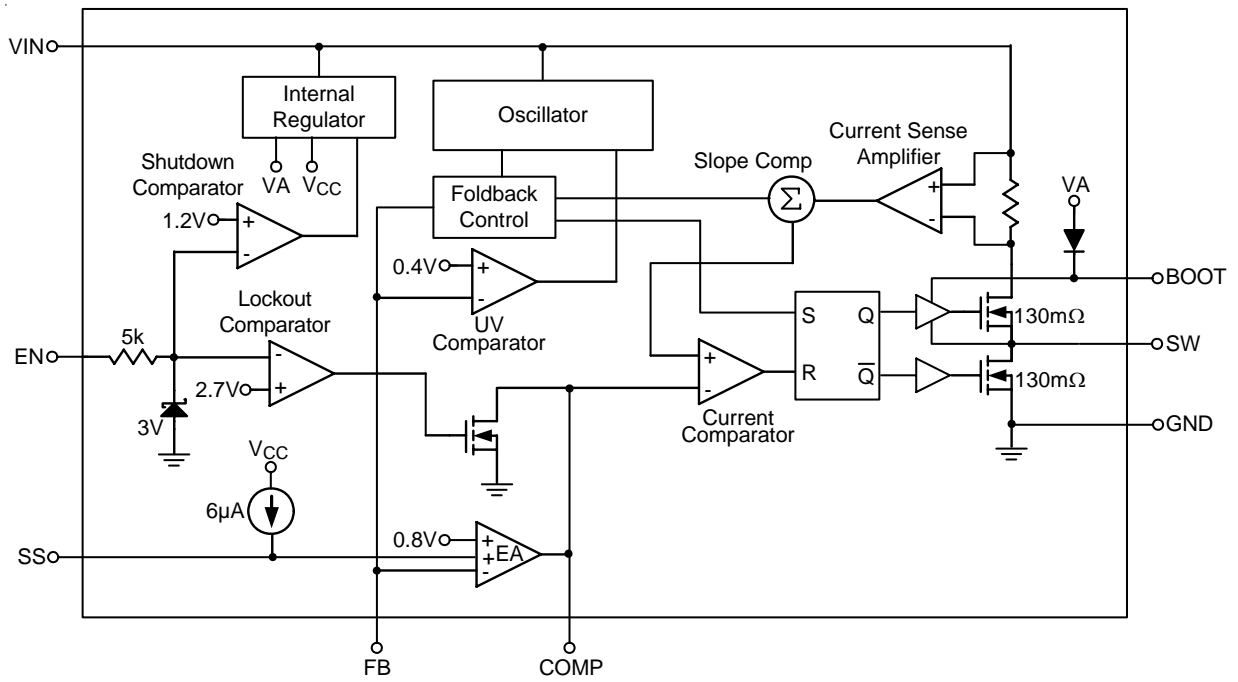 VIN
Internal
Regulator
Oscillator
Current Sense
Amplifier
Slope Comp
Shutdown
Comparator
VA
VCC
VA
Foldback
Control
Σ
+
-
1.2V
+
-
0.4V
+
-
BOOT
Lockout
Comparator
UV
Comparator
S
Q
130mΩ
5k
EN
-
+
2.7V
+
-
R
Q̅
SW
130mΩ
3V
Current
Comparator
GND
VCC
6µA
0.8V
+
+
-
EA
SS
FB
COMP